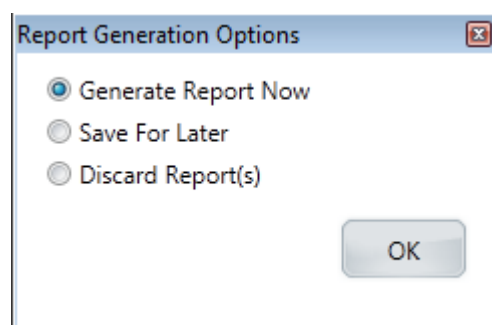 Report Generation Options
Generate Report Now
Save For Later
Discard Report(s)
OK